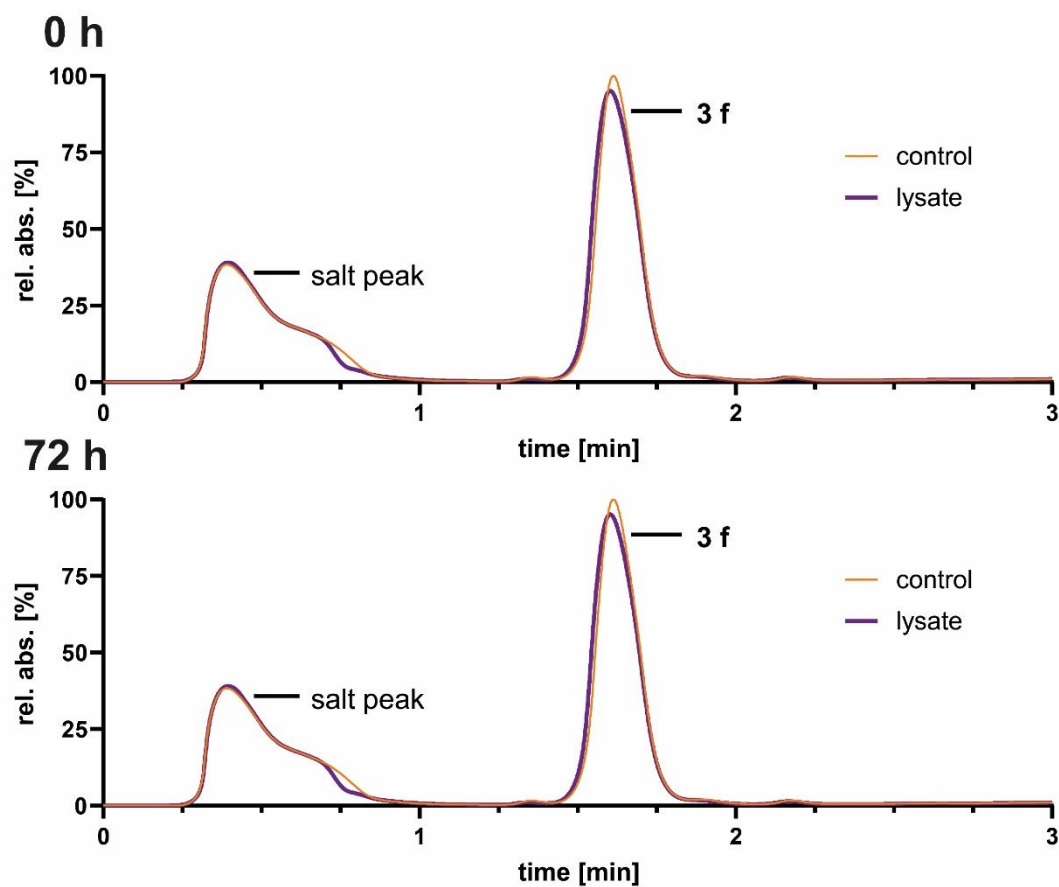 0 h
100
75
50
25
0
rel. abs. [%]
salt peak
3 f
control
lysate
0 1 2 3
time [min]
72 h
100
75
50
25
0
rel. abs. [%]
salt peak
3 f
control
lysate
0 1 2 3
time [min]